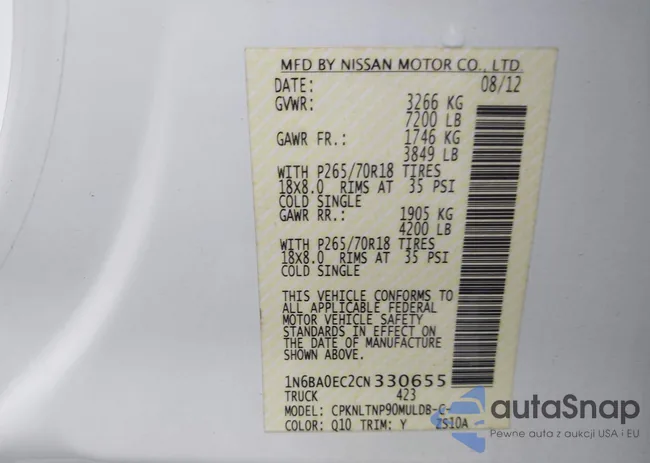 MFD BY NISSAN MOTOR CO., LTD.
DATE: 08/12
GVWR: 3266 KG
7200 LB
GAWR FR.: 1746 KG
3849 LB
WITH P265/70R18 TIRES
18X8.0 RIMS AT 35 PSI
COLD SINGLE
GAWR RR.: 1905 KG
4200 LB
WITH P265/70R18 TIRES
18X8.0 RIMS AT 35 PSI
COLD SINGLE
THIS VEHICLE CONFORMS TO
ALL APPLICABLE FEDERAL
MOTOR VEHICLE SAFETY
STANDARDS IN EFFECT ON
THE DATE OF MANUFACTURE
SHOWN ABOVE.
1N6BA0EC2CN330655
TRUCK 423
MODEL: CPKNLTNP90MULDB-C-
COLOR: Q10 TRIM: Y ZS10A
autaSnap
Pewne auta z aukcji USA i EU